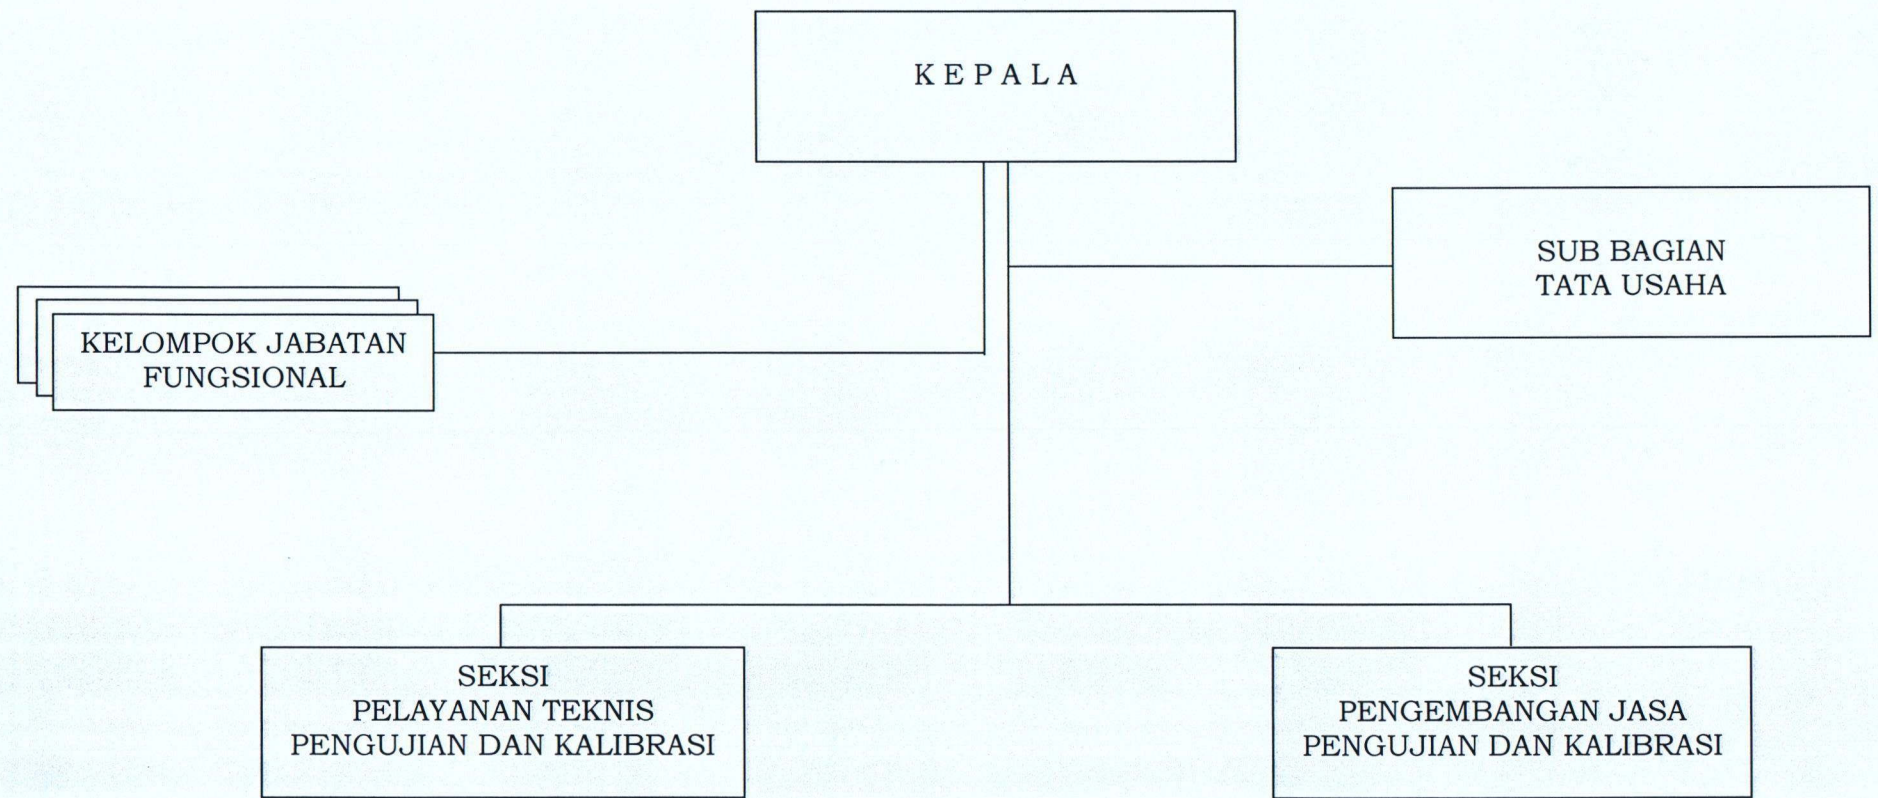 K E P A L A
SUB BAGIAN
TATA USAHA
KELOMPOK JABATAN
FUNGSIONAL
SEKSI
PELAYANAN TEKNIS
PENGUJIAN DAN KALIBRASI
SEKSI
PENGEMBANGAN JASA
PENGUJIAN DAN KALIBRASI